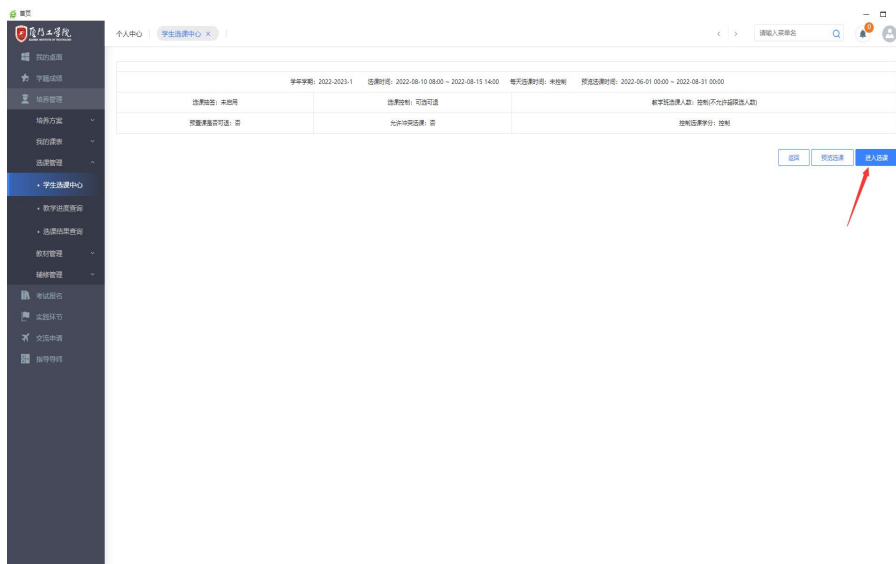 首页
厦门工学院
个人中心 学生选课中心 × 请输入菜单名 0
我的桌面
学籍成绩
培养管理
培养方案
我的课表
选课管理
• 学生选课中心
• 教学进度查询
• 选课结果查询
教材管理
辅修管理
考试报名
实践环节
交流申请
指导导师
学年学期：2022-2023-1 选课时间：2022-08-10 08:00 ~ 2022-08-15 14:00 每天选课时间：未控制 预览选课时间：2022-06-01 00:00 ~ 2022-08-31 00:00
选课抽签：未启用 选课控制：可选可退 教学班选课人数：控制(不允许超限选人数)
预置课是否可退：否 允许冲突选课：否 控制选课学分：控制
返回 预览选课 进入选课